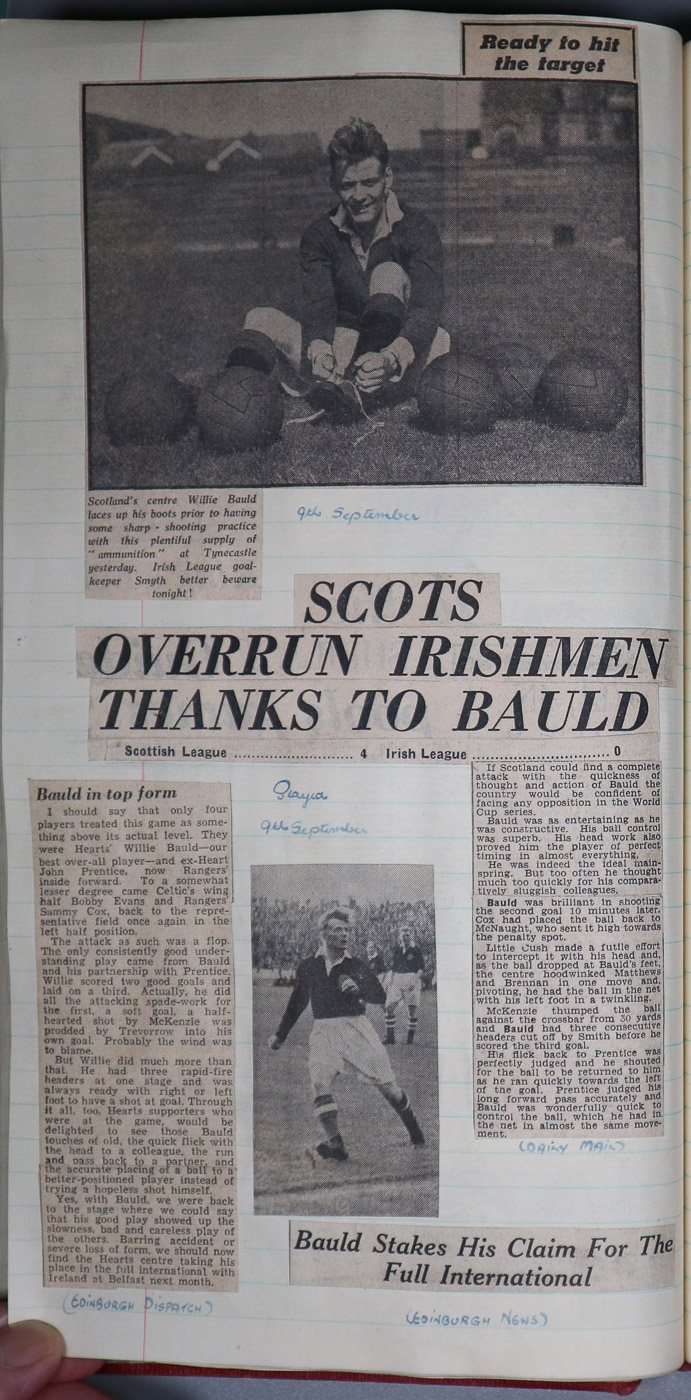 Ready to hit
the target
Scotland's centre Willie Bauld
laces up his boots prior to having
some sharp - shooting practice
with this plentiful supply of
" ammunition " at Tynecastle
yesterday. Irish League goal-
keeper Smyth better beware
tonight!
9th September
SCOTS
OVERRUN IRISHMEN
THANKS TO BAULD
Scottish League .......................... 4 Irish League ........................... 0
Bauld in top form
I should say that only four
players treated this game as some-
thing above its actual level. They
were Hearts' Willie Bauld—our
best over-all player—and ex-Heart
John Prentice, now Rangers'
inside forward. To a somewhat
lesser degree came Celtic's wing
half Bobby Evans and Rangers'
Sammy Cox, back to the repre-
sentative field once again in the
left half position.
The attack as such was a flop.
The only consistently good under-
standing play came from Bauld
and his partnership with Prentice.
Willie scored two good goals and
laid on a third. Actually, he did
all the attacking spade-work for
the first, a soft goal, a half-
hearted shot by McKenzie was
prodded by Trevorrow into his
own goal. Probably the wind was
to blame.
But Willie did much more than
that. He had three rapid-fire
headers at one stage and was
always ready with right or left
foot to have a shot at goal. Through
it all, too, Hearts supporters who
were at the game, would be
delighted to see those Bauld
touches of old, the quick flick with
the head to a colleague, the run
and pass back to a partner, and
the accurate placing of a ball to a
better-positioned player instead of
trying a hopeless shot himself.
Yes, with Bauld, we were back
to the stage where we could say
that his good play showed up the
slowness, bad and careless play of
the others. Barring accident or
severe loss of form, we should now
find the Hearts centre taking his
place in the full international with
Ireland at Belfast next month.
(EDINBURGH DISPATCH)
Played
9th September
If Scotland could find a complete
attack with the quickness of
thought and action of Bauld the
country would be confident of
facing any opposition in the World
Cup series.
Bauld was as entertaining as he
was constructive. His ball control
was superb. His head work also
proved him the player of perfect
timing in almost everything.
He was indeed the ideal main-
spring. But too often he thought
much too quickly for his compara-
tively sluggish colleagues.
Bauld was brilliant in shooting
the second goal 10 minutes later.
Cox had placed the ball back to
McNaught, who sent it high towards
the penalty spot.
Little Cush made a futile effort
to intercept it with his head and,
as the ball dropped at Bauld's feet,
the centre hoodwinked Matthews
and Brennan in one move and,
pivoting, he had the ball in the net
with his left foot in a twinkling.
McKenzie thumped the ball
against the crossbar from 30 yards
and Bauld had three consecutive
headers cut off by Smith before he
scored the third goal.
His flick back to Prentice was
perfectly judged and he shouted
for the ball to be returned to him
as he ran quickly towards the left
of the goal. Prentice judged his
long forward pass accurately and
Bauld was wonderfully quick to
control the ball, which he had in
the net in almost the same move-
ment.
(DAILY MAIL)
Bauld Stakes His Claim For The
Full International
(EDINBURGH NEWS)